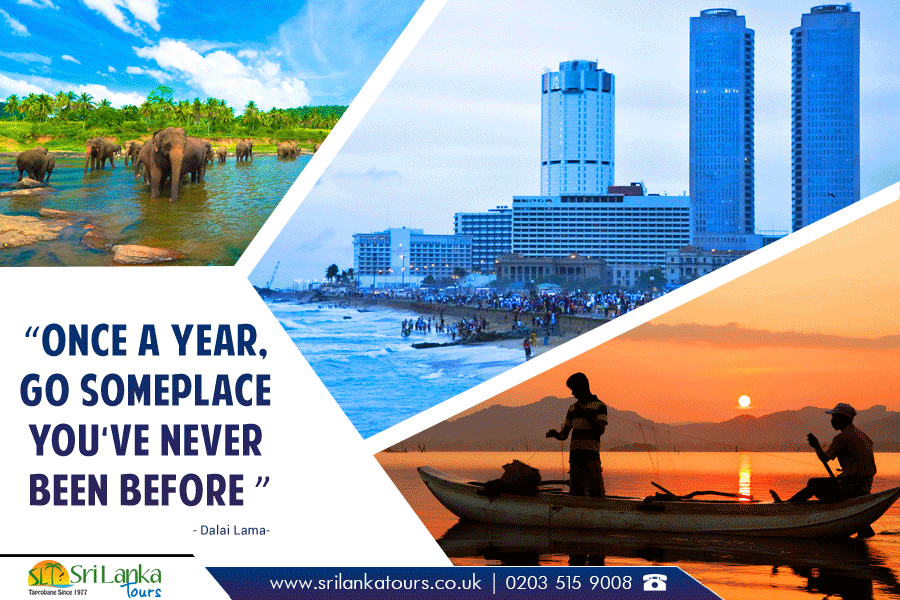 “ONCE A YEAR,
GO SOMEPLACE
YOU'VE NEVER
BEEN BEFORE ”
- Dalai Lama-
SLT Sri Lanka
Tours
Taprobane Since 1977
www.srilankatours.co.uk | 0203 515 9008